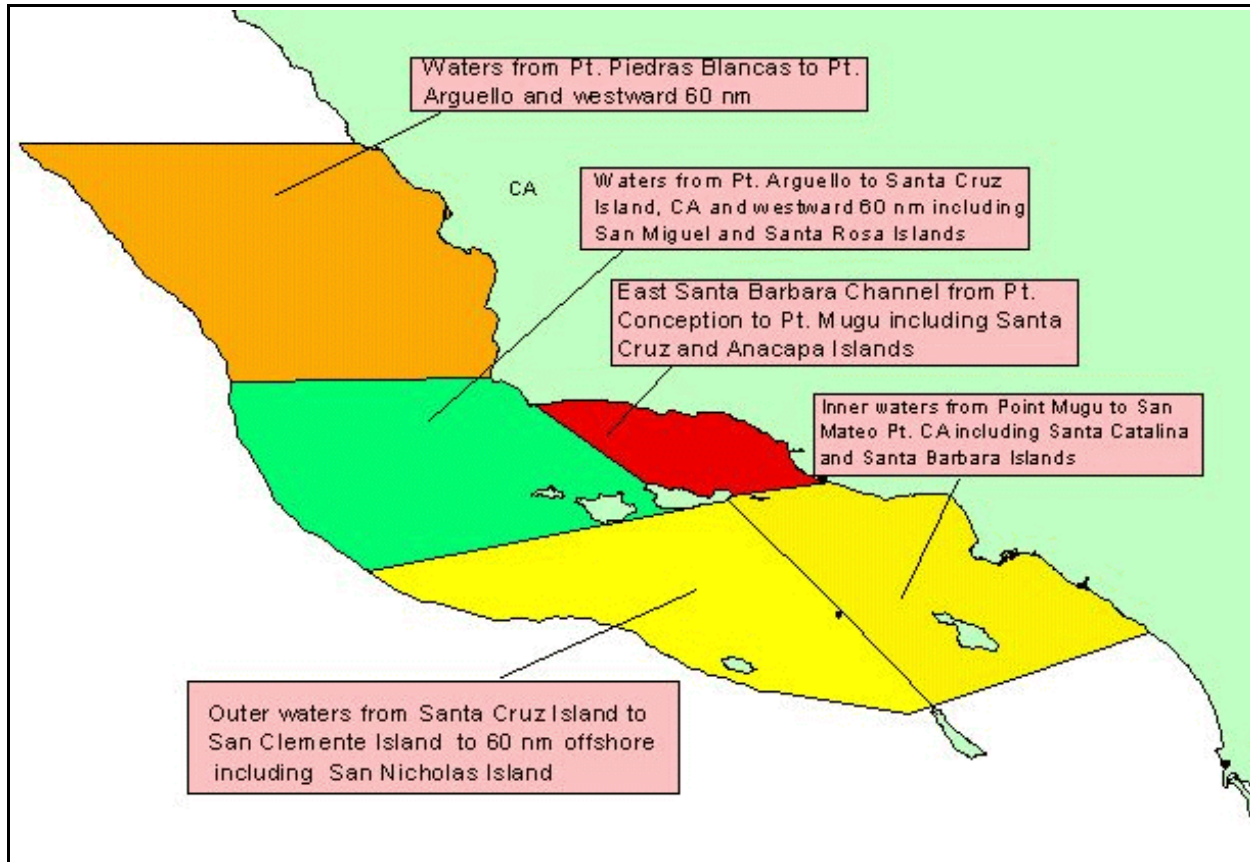 Waters from Pt. Piedras Blancas to Pt.
Arguello and westward 60 nm
CA
Waters from Pt. Arguello to Santa Cruz
Island, CA and westward 60 nm including
San Miguel and Santa Rosa Islands
East Santa Barbara Channel from Pt.
Conception to Pt. Mugu including Santa
Cruz and Anacapa Islands
Inner waters from Point Mugu to San
Mateo Pt. CA including Santa Catalina
and Santa Barbara Islands
Outer waters from Santa Cruz Island to
San Clemente Island to 60 nm offshore
including San Nicholas Island